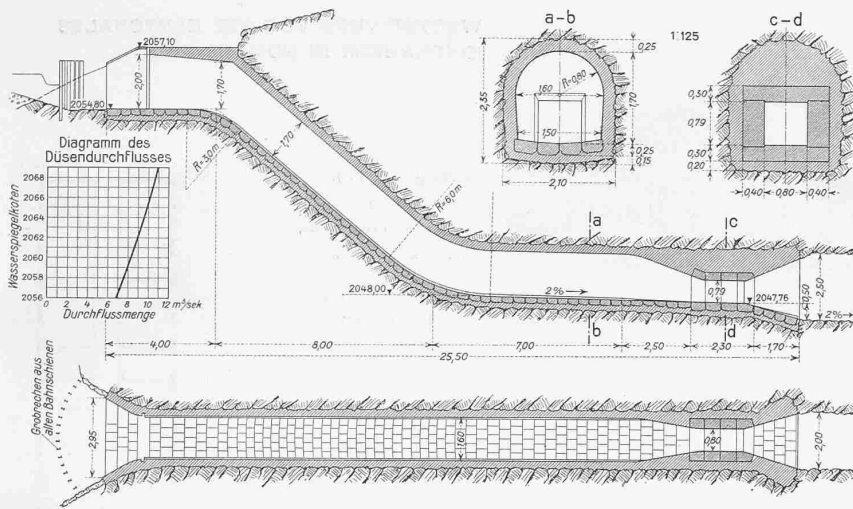 a-b
c-d
1:125
2057,10
2,00
1,70
2054,80
R=3,0m
1,70
R=6,0m
2,35
0,25
1,70
0,25
0,15
R=0,80
1,60
1,50
2,10
0,30
0,79
0,30
0,20
0,40
0,80
0,40
Diagramm des
Düsendurchflusses
Wasserspiegelkoten
2068
2066
2064
2062
2060
2058
2056
0 2 4 6 8 10 12 m³/sek
Durchflussmenge
a
c
2048,00
2%
0,79
2047,76
0,50
2,50
2%
b
d
4,00
8,00
7,00
2,50
2,30
1,70
25,50
Grobrechen aus
alten Bahnschienen
2,95
1,60
0,80
2,00